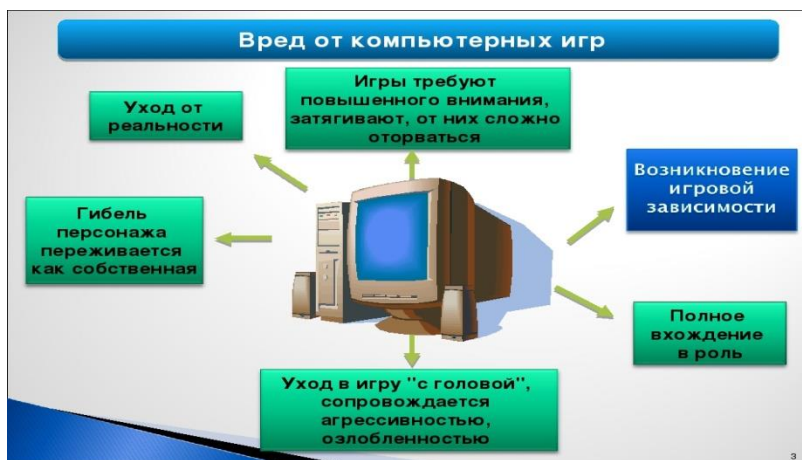 Вред от компьютерных игр
Игры требуют
повышенного внимания,
затягивают, от них сложно
оторваться
Уход от
реальности
Возникновение
игровой
зависимости
Гибель
персонажа
переживается
как собственная
Полное
вхождение
в роль
Уход в игру "с головой",
сопровождается
агрессивностью,
озлобленностью
3